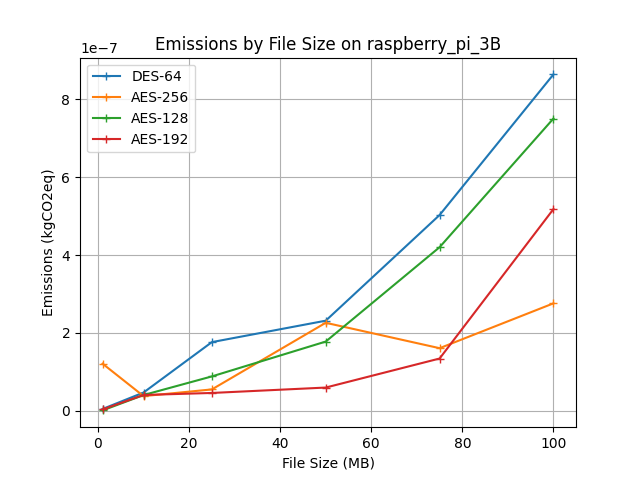 Emissions by File Size on raspberry_pi_3B
1e−7
DES-64
AES-256
AES-128
AES-192
8
6
4
2
0
Emissions (kgCO2eq)
0 20 40 60 80 100
File Size (MB)